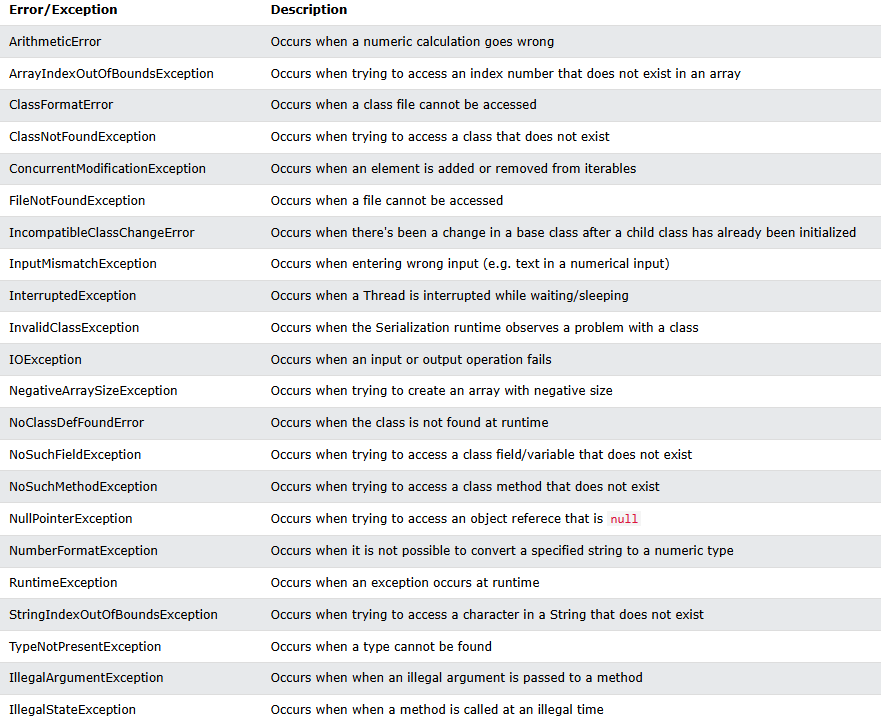 Error/Exception Description
ArithmeticError Occurs when a numeric calculation goes wrong
ArrayIndexOutOfBoundsException Occurs when trying to access an index number that does not exist in an array
ClassFormatError Occurs when a class file cannot be accessed
ClassNotFoundException Occurs when trying to access a class that does not exist
ConcurrentModificationException Occurs when an element is added or removed from iterables
FileNotFoundException Occurs when a file cannot be accessed
IncompatibleClassChangeError Occurs when there's been a change in a base class after a child class has already been initialized
InputMismatchException Occurs when entering wrong input (e.g. text in a numerical input)
InterruptedException Occurs when a Thread is interrupted while waiting/sleeping
InvalidClassException Occurs when the Serialization runtime observes a problem with a class
IOException Occurs when an input or output operation fails
NegativeArraySizeException Occurs when trying to create an array with negative size
NoClassDefFoundError Occurs when the class is not found at runtime
NoSuchFieldException Occurs when trying to access a class field/variable that does not exist
NoSuchMethodException Occurs when trying to access a class method that does not exist
NullPointerException Occurs when trying to access an object referece that is null
NumberFormatException Occurs when it is not possible to convert a specified string to a numeric type
RuntimeException Occurs when an exception occurs at runtime
StringIndexOutOfBoundsException Occurs when trying to access a character in a String that does not exist
TypeNotPresentException Occurs when a type cannot be found
IllegalArgumentException Occurs when when an illegal argument is passed to a method
IllegalStateException Occurs when when a method is called at an illegal time